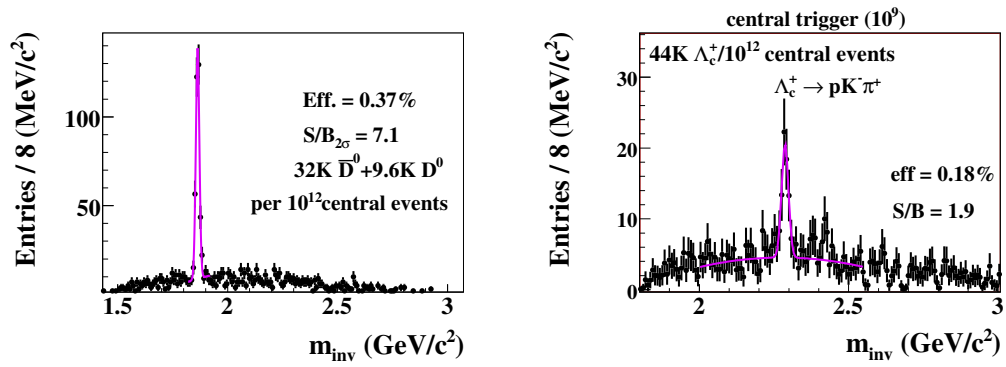 Entries / 8 (MeV/c²)
100
50
Eff. = 0.37%
S/B₂σ = 7.1
32K D̅⁰+9.6K D⁰
per 10¹²central events
1.5 2 2.5 3
mᵢₙᵥ (GeV/c²)
central trigger (10⁹)
Entries / 8 (MeV/c²)
30
20
10
0
44K Λc⁺/10¹² central events
Λc⁺ → pK⁻π⁺
eff = 0.18%
S/B = 1.9
2 2.5 3
mᵢₙᵥ (GeV/c²)